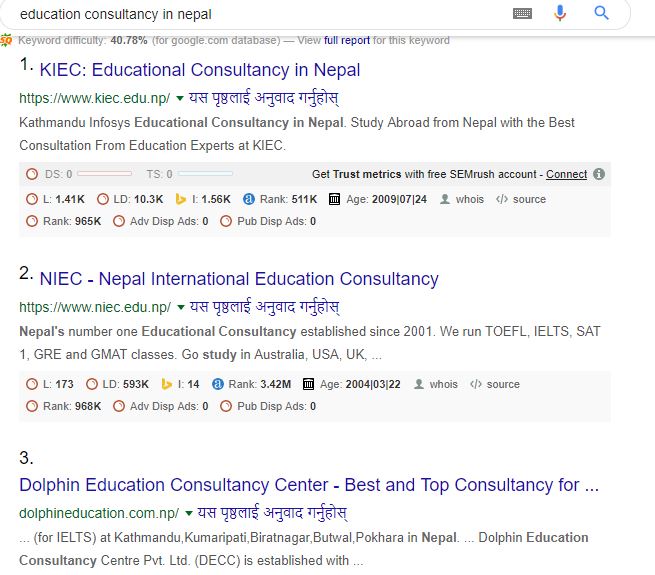 education consultancy in nepal
Keyword difficulty: 40.78% (for google.com database) — View full report for this keyword
1. KIEC: Educational Consultancy in Nepal
https://www.kiec.edu.np/ ▼ यस पृष्ठलाई अनुवाद गर्नुहोस्
Kathmandu Infosys Educational Consultancy in Nepal. Study Abroad from Nepal with the Best
Consultation From Education Experts at KIEC.
DS: 0 TS: 0 Get Trust metrics with free SEMrush account - Connect
L: 1.41K LD: 10.3K I: 1.56K Rank: 511K Age: 2009|07|24 whois </> source
Rank: 965K Adv Disp Ads: 0 Pub Disp Ads: 0
2. NIEC - Nepal International Education Consultancy
https://www.niec.edu.np/ ▼ यस पृष्ठलाई अनुवाद गर्नुहोस्
Nepal's number one Educational Consultancy established since 2001. We run TOEFL, IELTS, SAT
1, GRE and GMAT classes. Go study in Australia, USA, UK, ...
L: 173 LD: 593K I: 14 Rank: 3.42M Age: 2004|03|22 whois </> source
Rank: 968K Adv Disp Ads: 0 Pub Disp Ads: 0
3.
Dolphin Education Consultancy Center - Best and Top Consultancy for ...
dolphineducation.com.np/ ▼ यस पृष्ठलाई अनुवाद गर्नुहोस्
... (for IELTS) at Kathmandu,Kumaripati,Biratnagar,Butwal,Pokhara in Nepal. ... Dolphin Education
Consultancy Centre Pvt. Ltd. (DECC) is established with ...